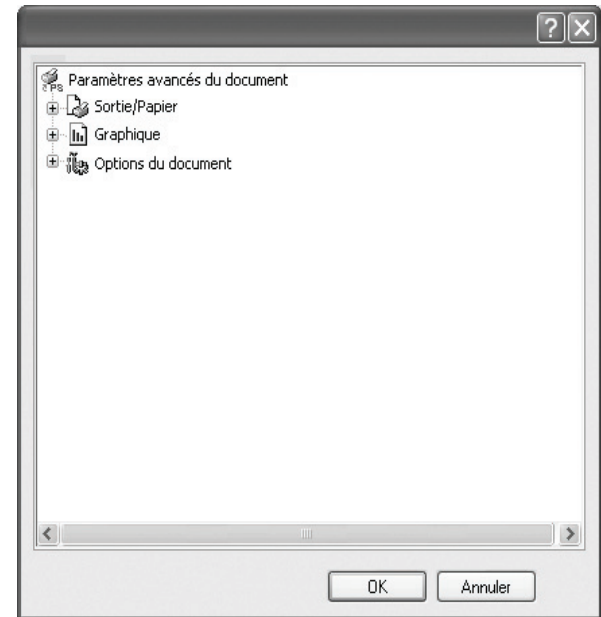 Paramètres avancés du document
Sortie/Papier
Graphique
Options du document
OK
Annuler